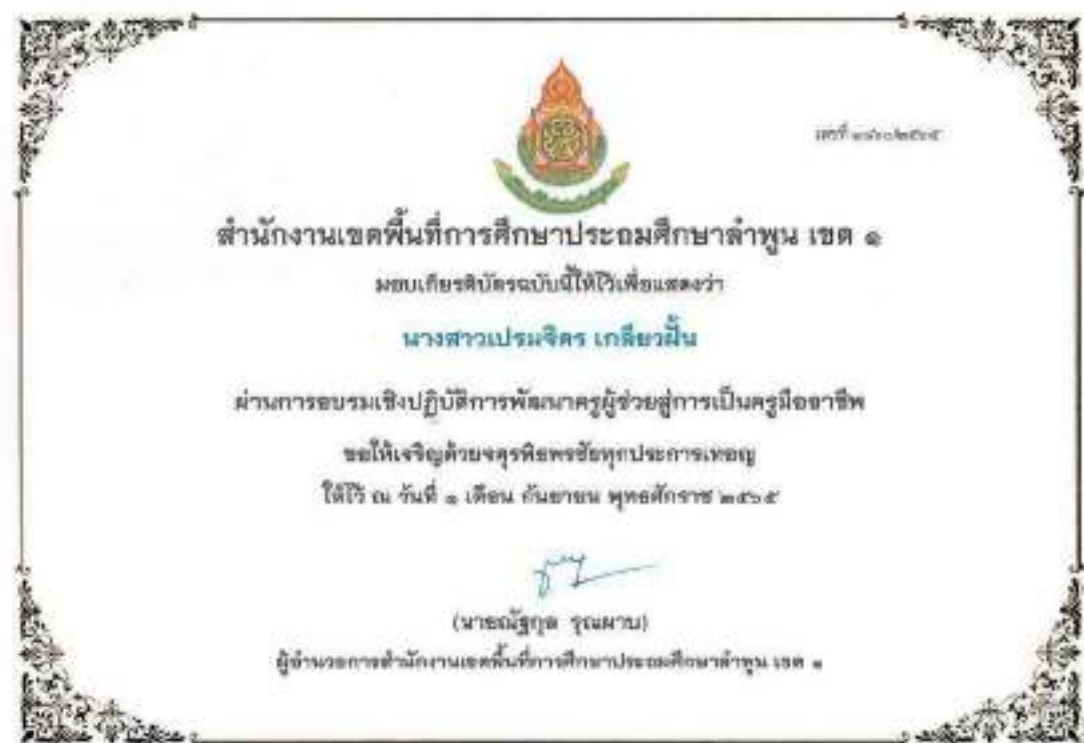 เลขที่
สำนักงานเขตพื้นที่การศึกษาประถมศึกษาลำพูน เขต ๑
มอบเกียรติบัตรฉบับนี้ให้ไว้เพื่อแสดงว่า
นางสาวเปรมจิตร เกลียวฝั้น
ผ่านการอบรมเชิงปฏิบัติการพัฒนาครูผู้ช่วยสู่การเป็นครูมืออาชีพ
ขอให้เจริญด้วยจตุรพิธพรชัยทุกประการเทอญ
ให้ไว้ ณ วันที่ ๑ เดือน กันยายน พุทธศักราช ๒๕๖๕
(นายณัฐกุล รุณผาบ)
ผู้อำนวยการสำนักงานเขตพื้นที่การศึกษาประถมศึกษาลำพูน เขต ๑